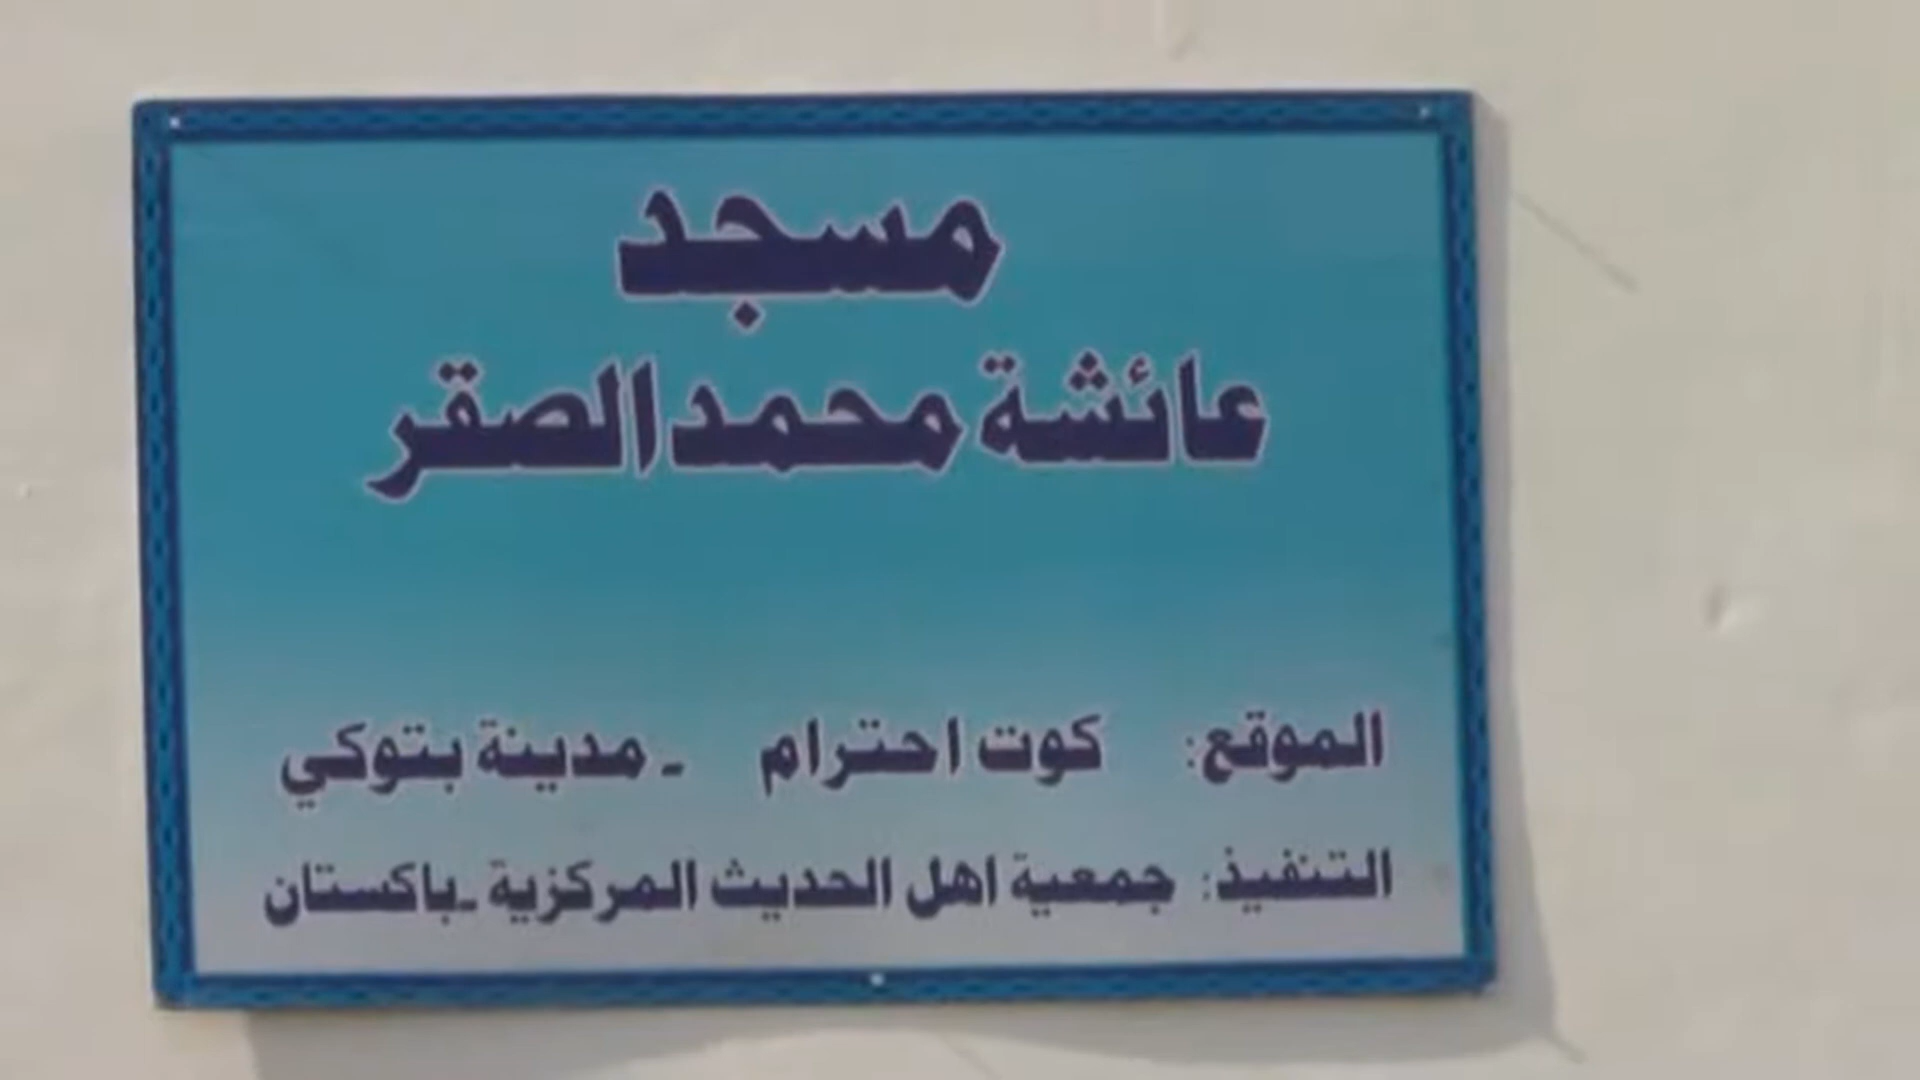 مسجد
عائشة محمد الصقر
الموقع: كوت احترام - مدينة بتوكي
التنفيذ: جمعية اهل الحديث المركزية -باكستان